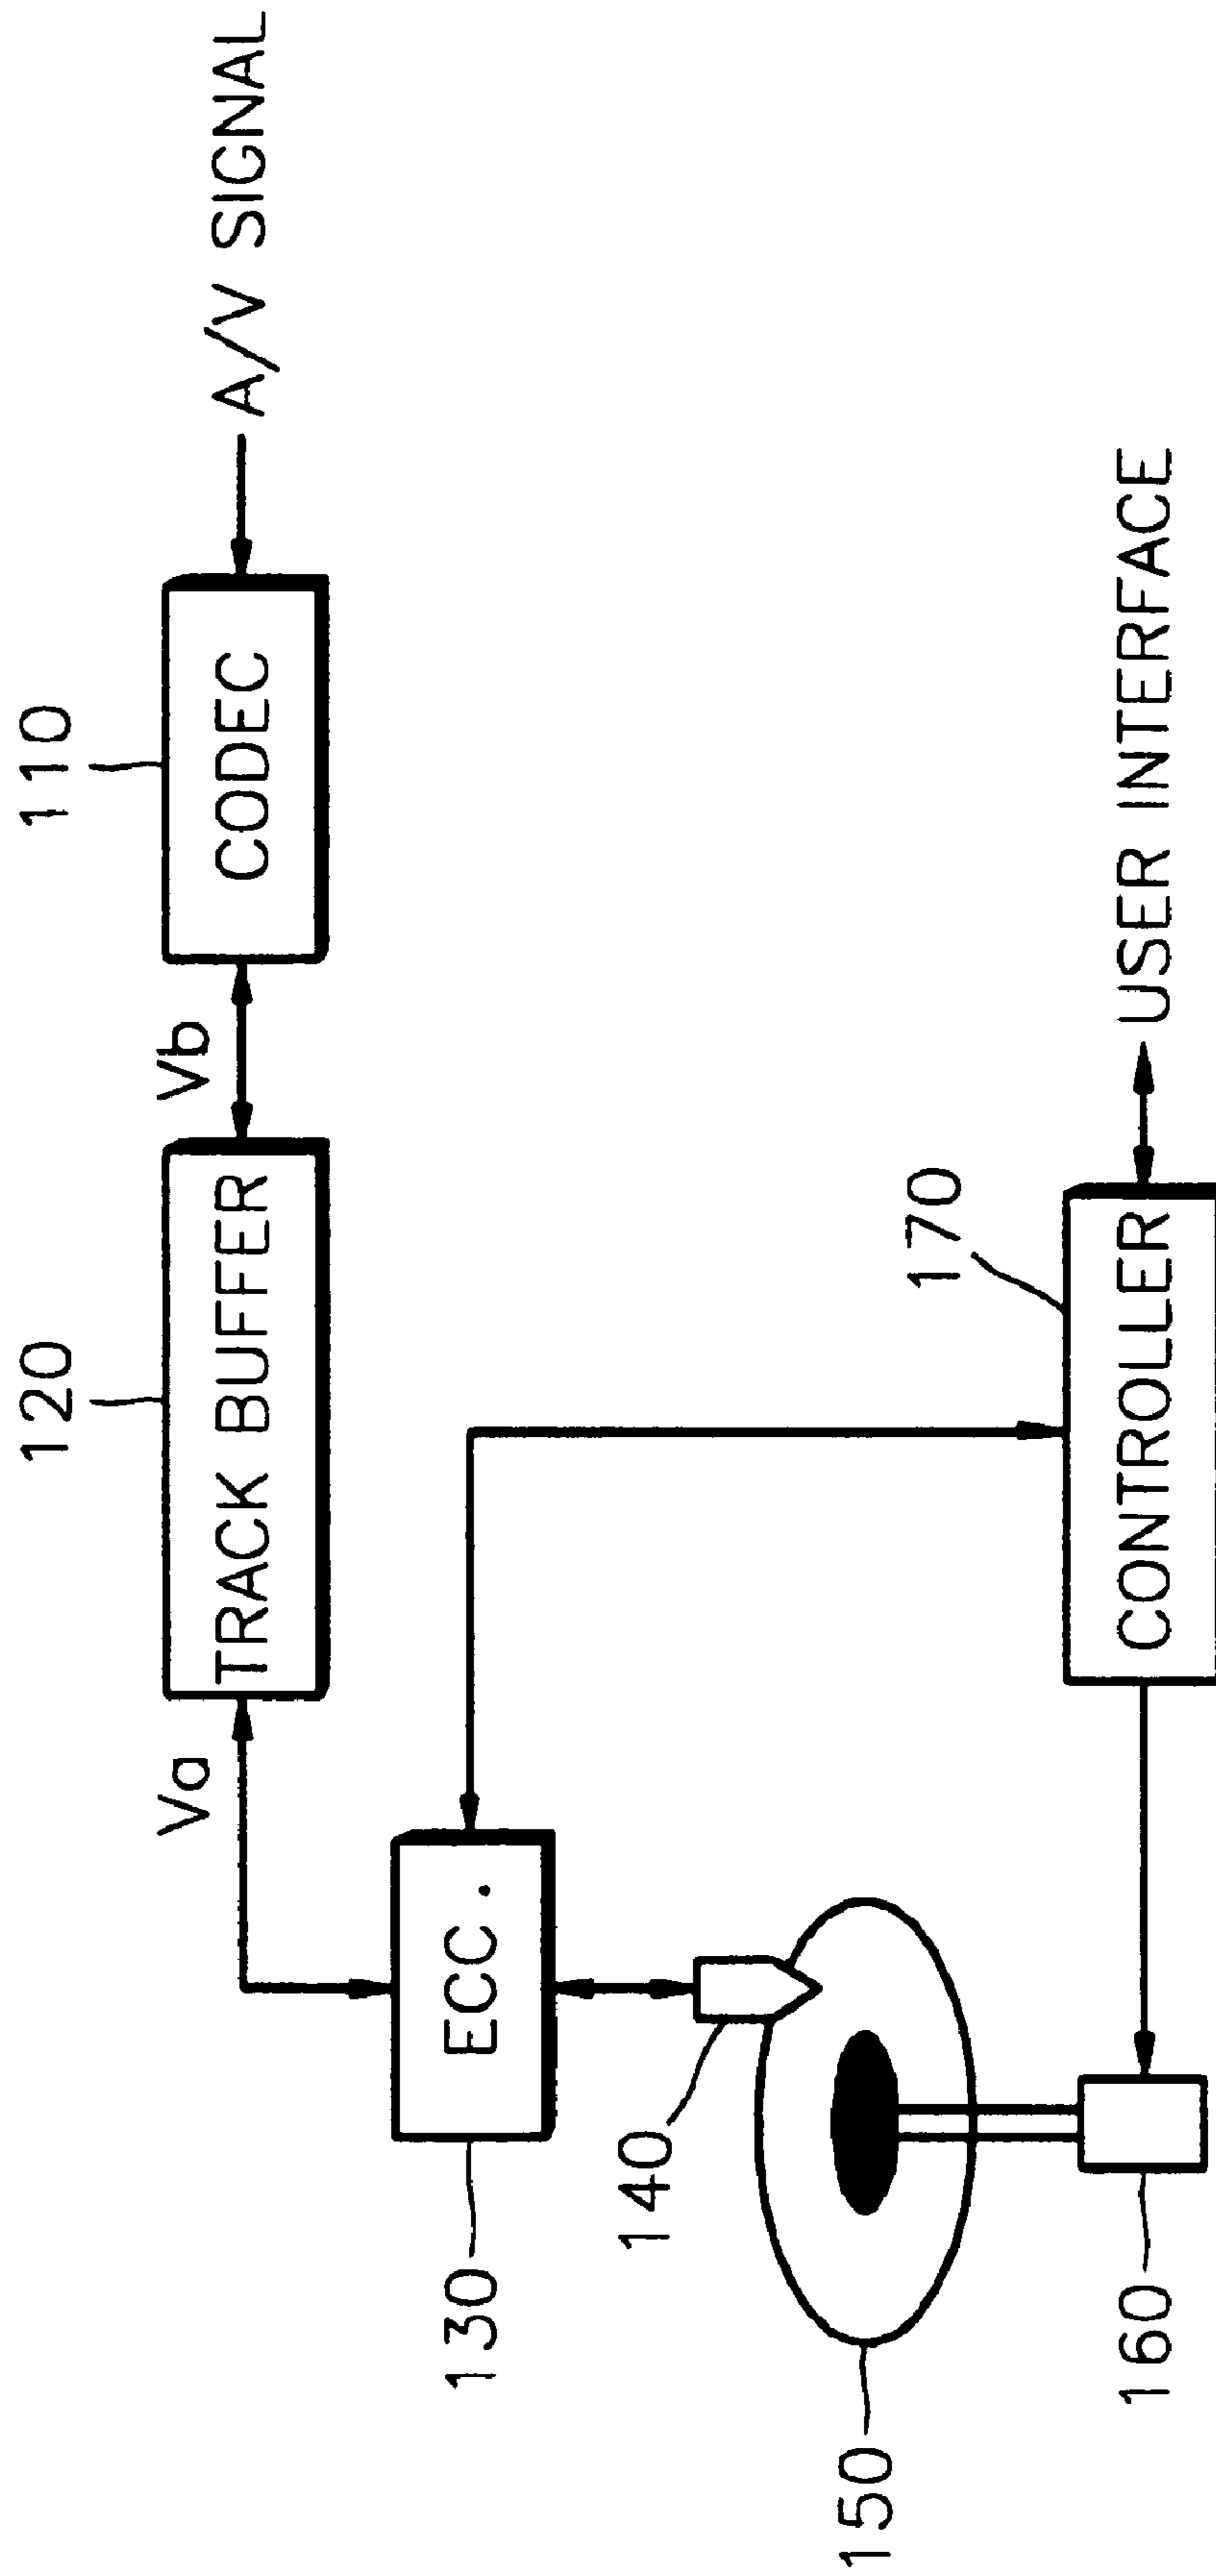 120
110
Va
TRACK BUFFER
Vb
CODEC
A/V SIGNAL
130
ECC.
140
150
170
160
CONTROLLER
USER INTERFACE